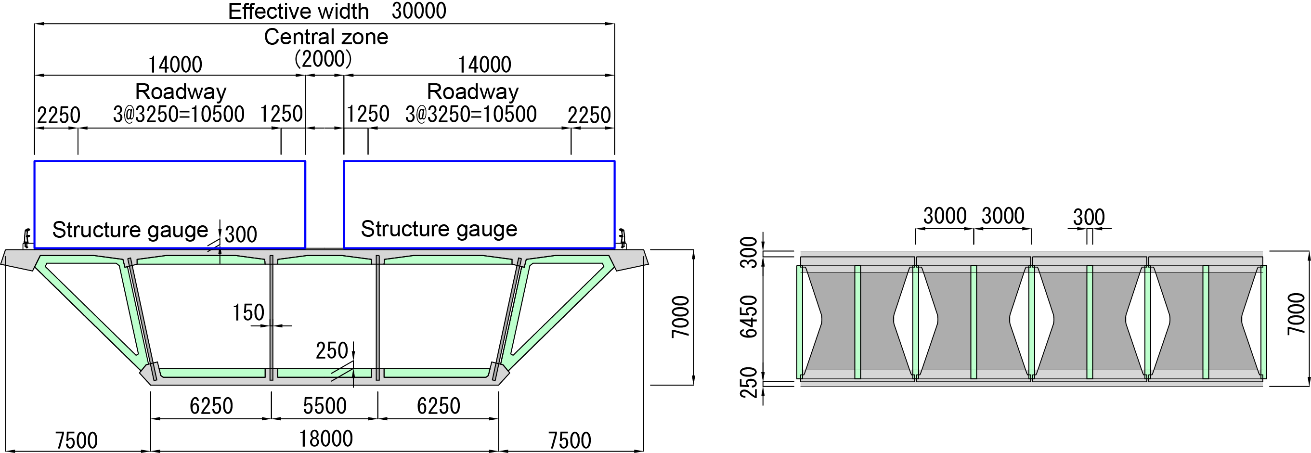 Effective width 30000
Central zone
14000 (2000) 14000
Roadway Roadway
2250 3@3250=10500 1250 1250 3@3250=10500 2250
Structure gauge 300 Structure gauge
150
250
7000
6250 5500 6250
7500 18000 7500
3000 3000 300
300
6450
250
7000